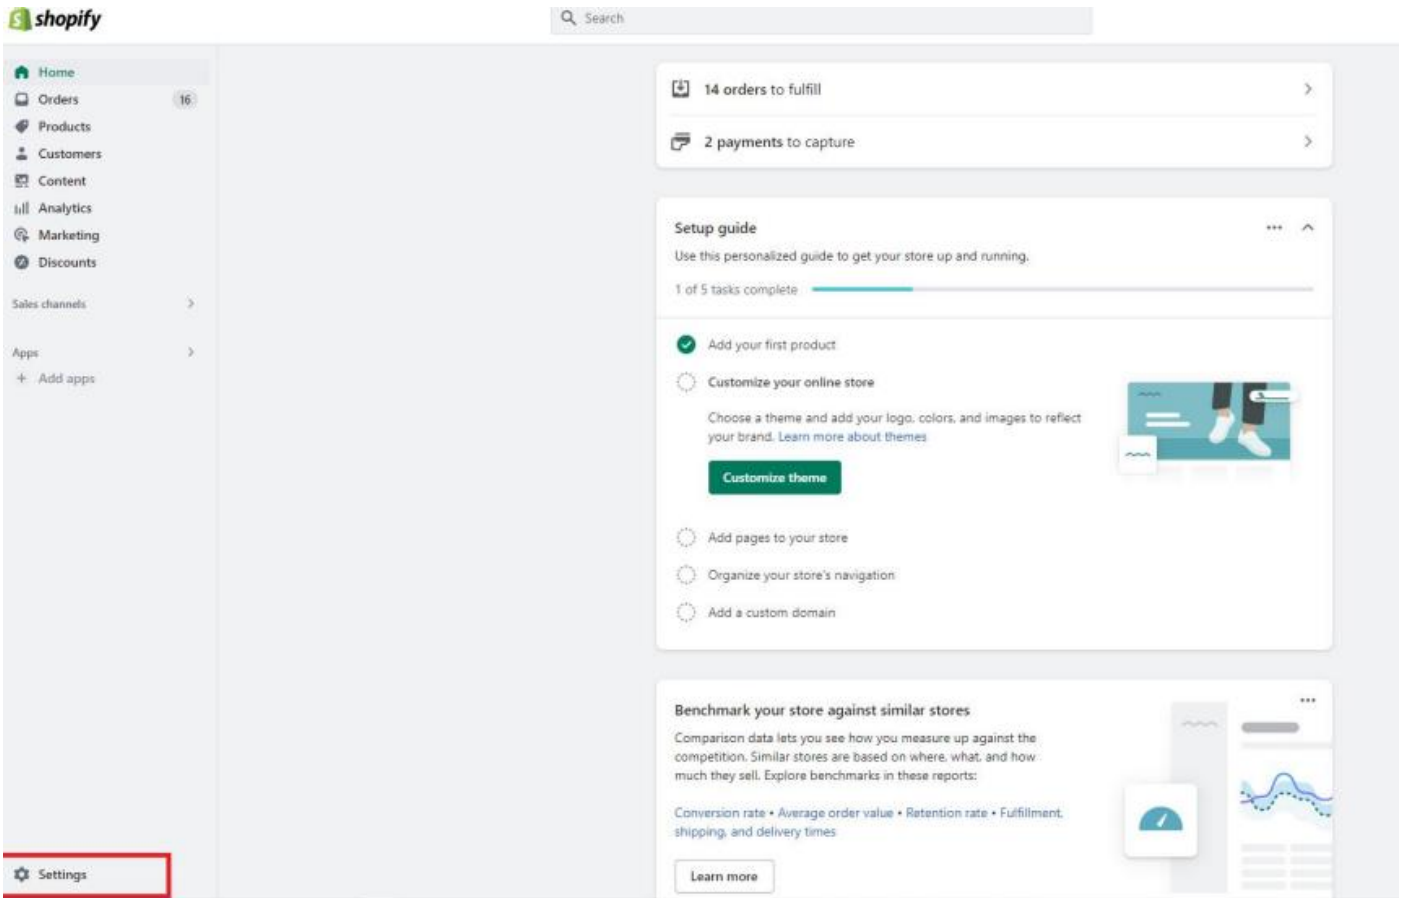 shopify
Search
Home
Orders 16
Products
Customers
Content
Analytics
Marketing
Discounts
Sales channels
Apps
+ Add apps
Settings
14 orders to fulfill
2 payments to capture
Setup guide
Use this personalized guide to get your store up and running.
1 of 5 tasks complete
Add your first product
Customize your online store
Choose a theme and add your logo, colors, and images to reflect
your brand. Learn more about themes
Customize theme
Add pages to your store
Organize your store's navigation
Add a custom domain
Benchmark your store against similar stores
Comparison data lets you see how you measure up against the
competition. Similar stores are based on where, what, and how
much they sell. Explore benchmarks in these reports:
Conversion rate • Average order value • Retention rate • Fulfillment,
shipping, and delivery times
Learn more